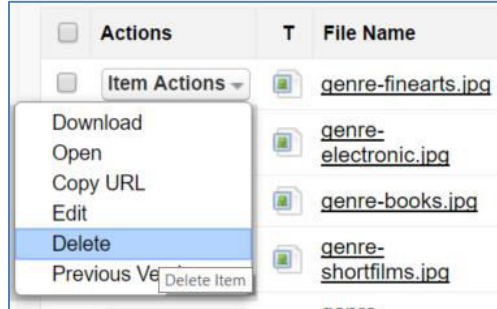 Actions T File Name
Item Actions genre-finearts.jpg
Download
Open
Copy URL
Edit
Delete
Previous Ve
Delete Item
genre-
electronic.jpg
genre-books.jpg
genre-
shortfilms.jpg